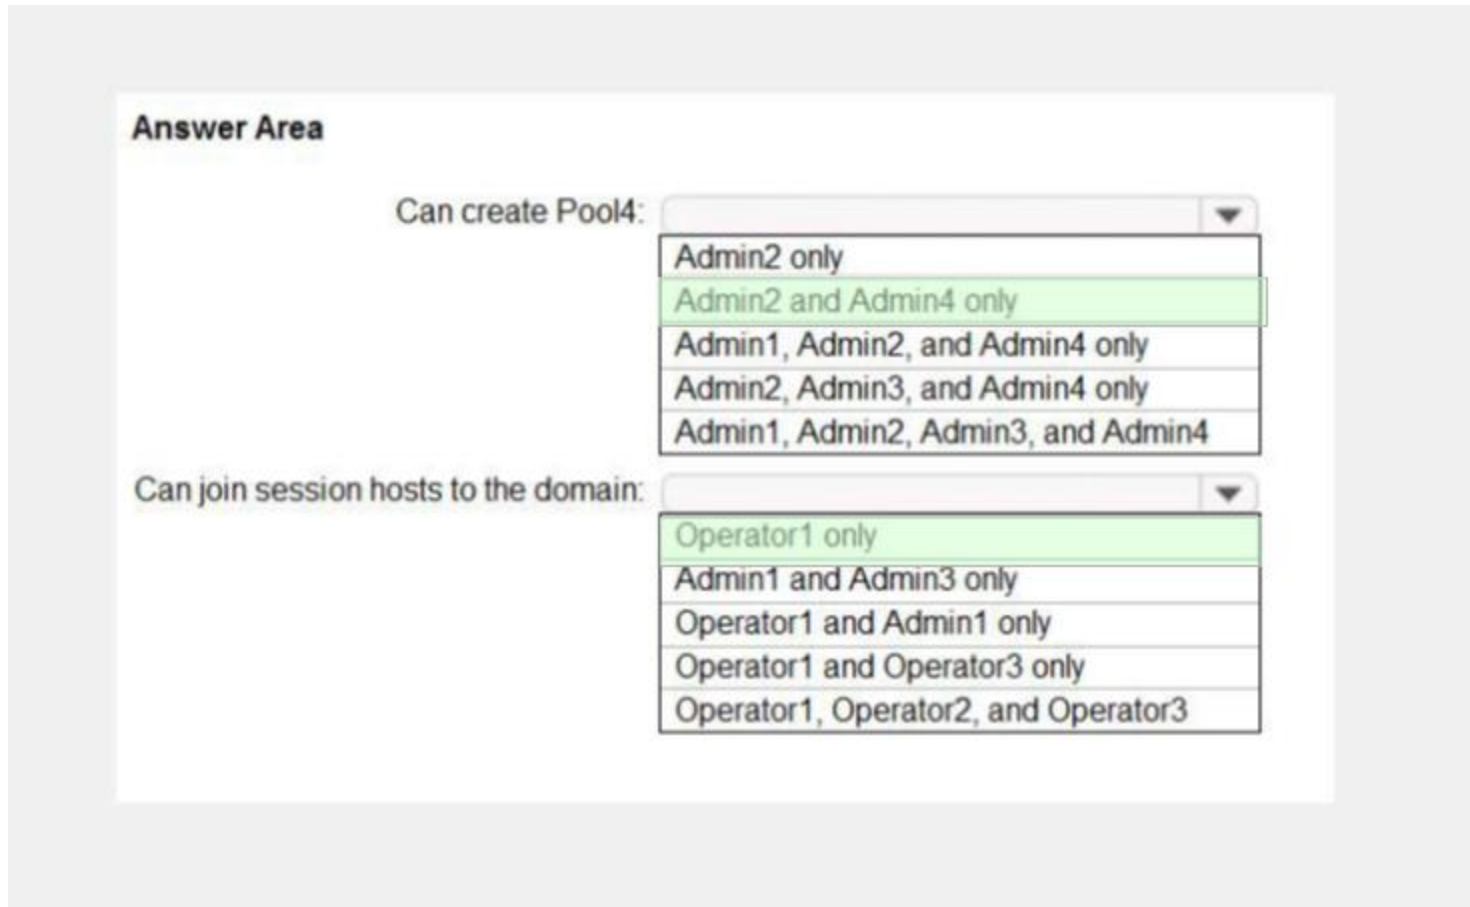 Answer Area
Can create Pool4:
Admin2 only
Admin2 and Admin4 only
Admin1, Admin2, and Admin4 only
Admin2, Admin3, and Admin4 only
Admin1, Admin2, Admin3, and Admin4
Can join session hosts to the domain:
Operator1 only
Admin1 and Admin3 only
Operator1 and Admin1 only
Operator1 and Operator3 only
Operator1, Operator2, and Operator3